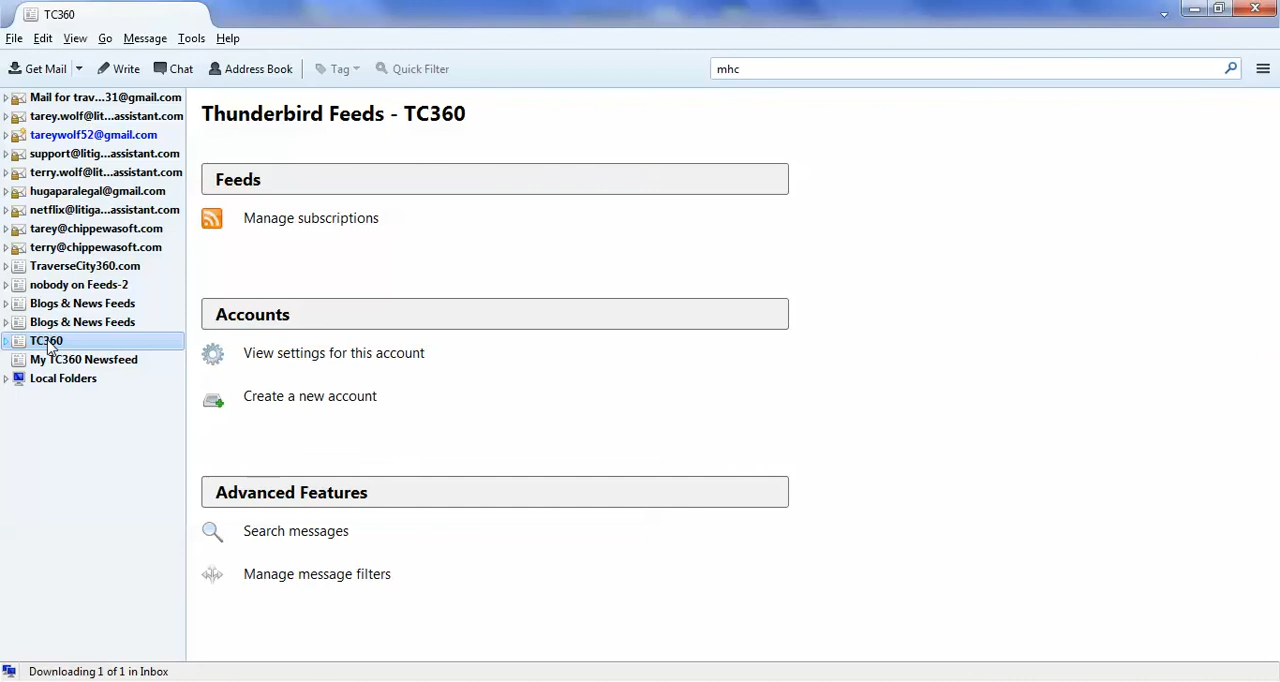 TC360
File Edit View Go Message Tools Help
Get Mail Write Chat Address Book Tag Quick Filter mhc
Mail for trav...31@gmail.com
tarey.wolf@lit...assistant.com
tareywolf52@gmail.com
support@litig...assistant.com
terry.wolf@lit...assistant.com
hugaparalegal@gmail.com
netflix@litiga...assistant.com
tarey@chippewasoft.com
terry@chippewasoft.com
TraverseCity360.com
nobody on Feeds-2
Blogs & News Feeds
Blogs & News Feeds
TC360
My TC360 Newsfeed
Local Folders
Thunderbird Feeds - TC360
Feeds
Manage subscriptions
Accounts
View settings for this account
Create a new account
Advanced Features
Search messages
Manage message filters
Downloading 1 of 1 in Inbox